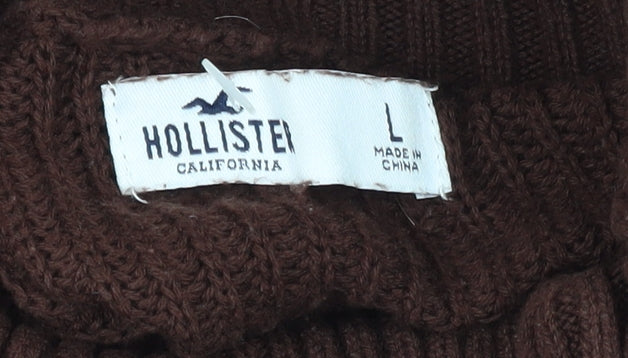 HOLLISTER
CALIFORNIA
L
MADE IN
CHINA